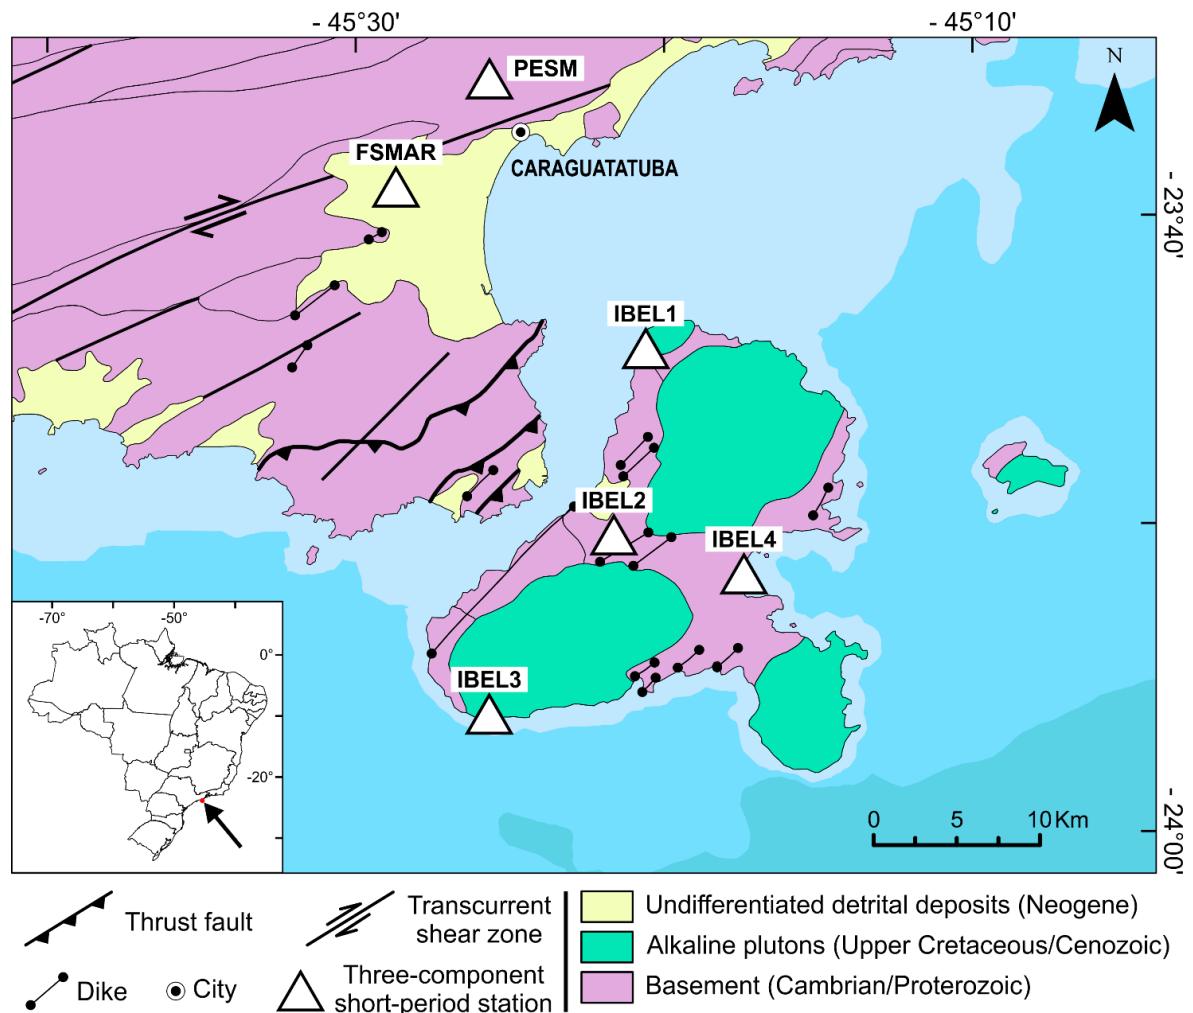 - 45°30'
- 45°10'
N
PESM
FSMAR
CARAGUATATUBA
- 23°40'
IBEL1
IBEL2
IBEL4
IBEL3
-70°
-50°
0°
-20°
0
5
10 Km
- 24°00'
Thrust fault
Transcurrent
shear zone
Dike
City
Three-component
short-period station
Undifferentiated detrital deposits (Neogene)
Alkaline plutons (Upper Cretaceous/Cenozoic)
Basement (Cambrian/Proterozoic)